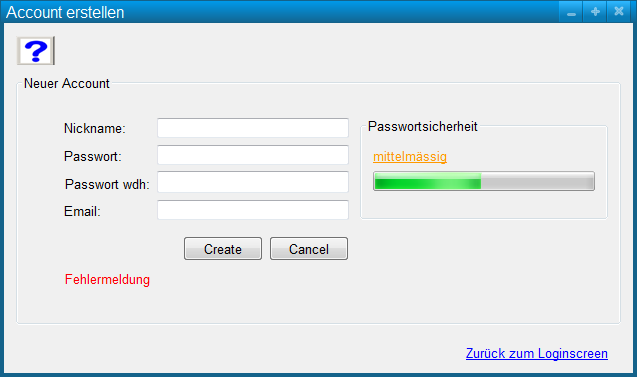 Account erstellen
?
Neuer Account
Nickname:
Passwort:
Passwort wdh:
Email:
Passwortsicherheit
mittelmässig
Create Cancel
Fehlermeldung
Zurück zum Loginscreen